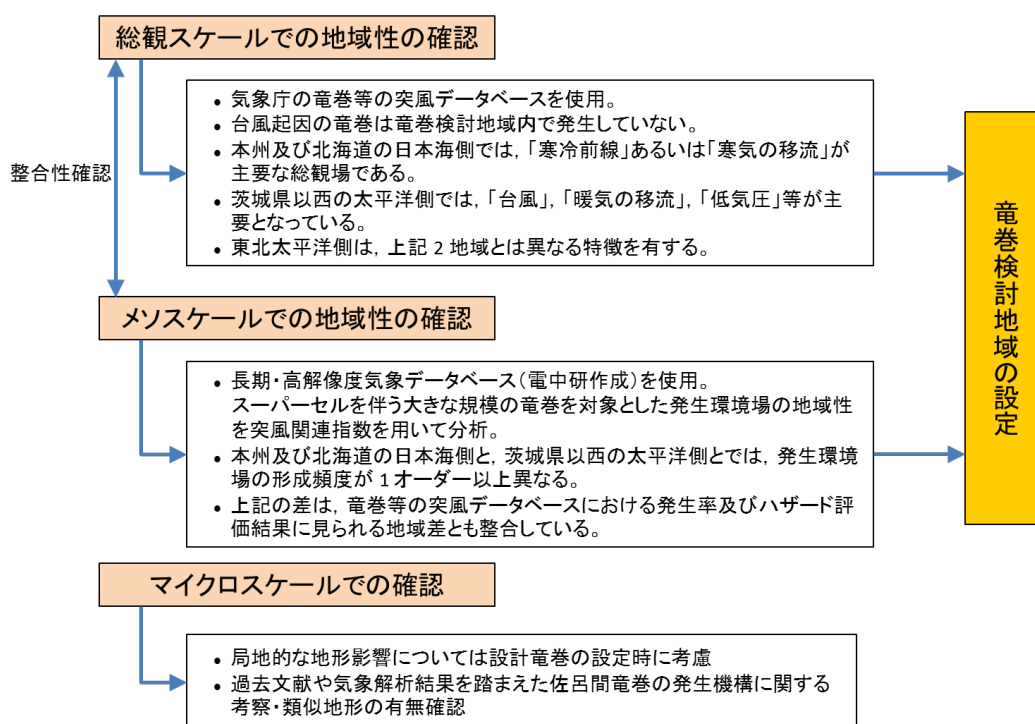 総観スケールでの地域性の確認
• 気象庁の竜巻等の突風データベースを使用。
• 台風起因の竜巻は竜巻検討地域内で発生していない。
• 本州及び北海道の日本海側では,「寒冷前線」あるいは「寒気の移流」が
主要な総観場である。
• 茨城県以西の太平洋側では,「台風」,「暖気の移流」,「低気圧」等が主
要となっている。
• 東北太平洋側は, 上記 2 地域とは異なる特徴を有する。
整合性確認
メソスケールでの地域性の確認
• 長期・高解像度気象データベース(電中研作成)を使用。
スーパーセルを伴う大きな規模の竜巻を対象とした発生環境場の地域性
を突風関連指数を用いて分析。
• 本州及び北海道の日本海側と, 茨城県以西の太平洋側とでは, 発生環境
場の形成頻度が 1 オーダー以上異なる。
• 上記の差は, 竜巻等の突風データベースにおける発生率及びハザード評
価結果に見られる地域差とも整合している。
マイクロスケールでの確認
• 局地的な地形影響については設計竜巻の設定時に考慮
• 過去文献や気象解析結果を踏まえた佐呂間竜巻の発生機構に関する
考察・類似地形の有無確認
竜巻検討地域の設定